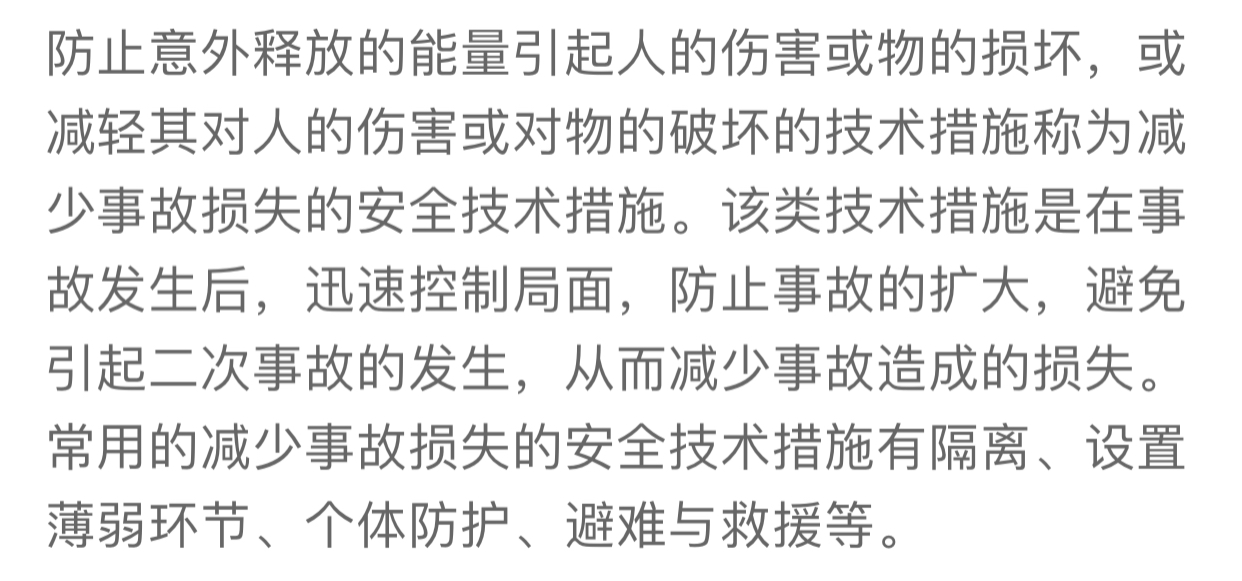 防止意外释放的能量引起人的伤害或物的损坏，或
减轻其对人的伤害或对物的破坏的技术措施称为减
少事故损失的安全技术措施。该类技术措施是在事
故发生后，迅速控制局面，防止事故的扩大，避免
引起二次事故的发生，从而减少事故造成的损失。
常用的减少事故损失的安全技术措施有隔离、设置
薄弱环节、个体防护、避难与救援等。